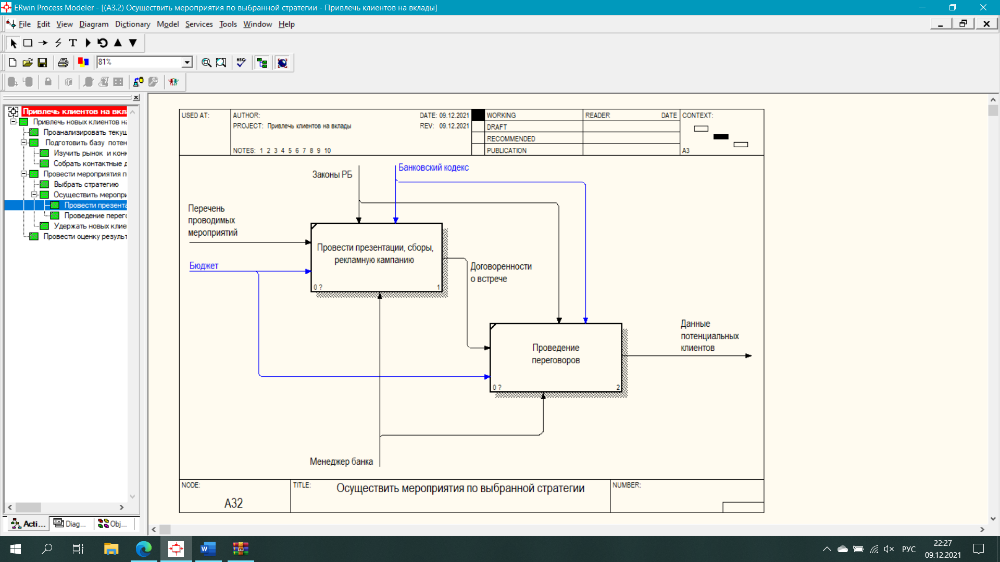 ERwin Process Modeler - [(A3.2) Осуществить мероприятия по выбранной стратегии - Привлечь клиентов на вклады]
File Edit View Diagram Dictionary Model Services Tools Window Help
81%
Привлечь клиентов на вкл
Привлечь новых клиентов на
Проанализировать текущ
Подготовить базу потен
Изучить рынок и конк
Собрать контактные д
Провести мероприятия п
Выбрать стратегию
Осуществить меропри
Провести презента
Проведение перего
Удержать новых клие
Провести оценку результ
Acti... Diag... Obj...
USED AT:
AUTHOR:
DATE: 09.12.2021
PROJECT: Привлечь клиентов на вклады
REV: 09.12.2021
NOTES: 1 2 3 4 5 6 7 8 9 10
WORKING
DRAFT
RECOMMENDED
PUBLICATION
READER
DATE
CONTEXT:
A3
Законы РБ
Банковский кодекс
Перечень
проводимых
мероприятий
Бюджет
Провести презентации, сборы,
рекламную кампанию
0 ?
1
Договоренности
о встрече
Проведение
переговоров
0 ?
2
Данные
потенциальных
клиентов
Менеджер банка
NODE:
A32
TITLE:
Осуществить мероприятия по выбранной стратегии
NUMBER:
РУС
22:27
09.12.2021